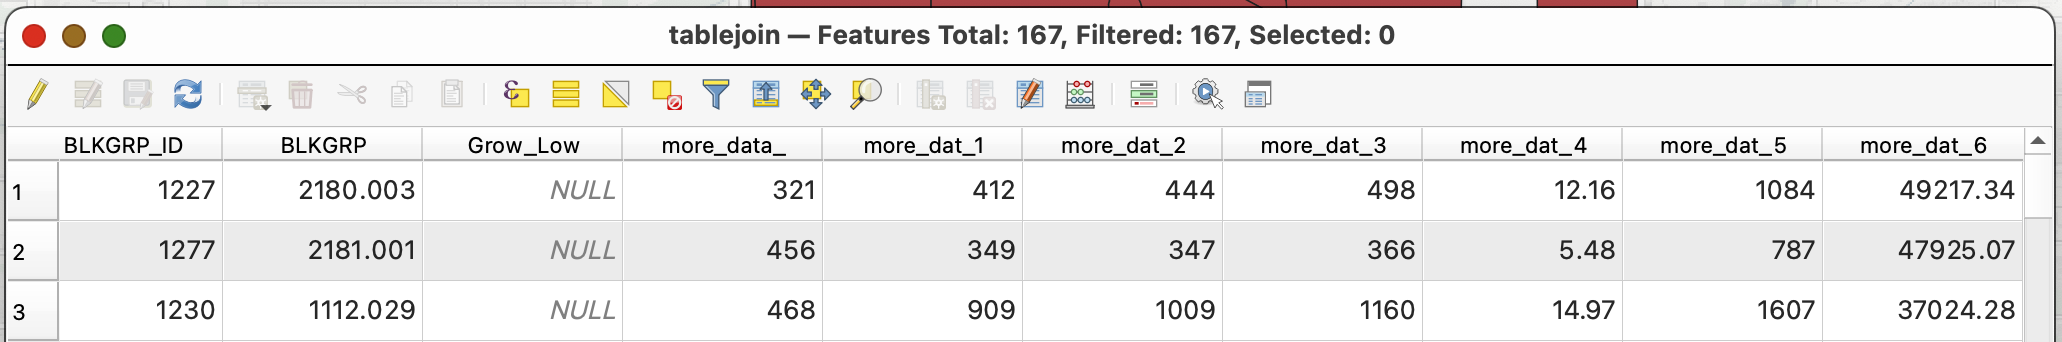 tablejoin — Features Total: 167, Filtered: 167, Selected: 0
BLKGRP_ID BLKGRP Grow_Low more_data_ more_dat_1 more_dat_2 more_dat_3 more_dat_4 more_dat_5 more_dat_6
1 1227 2180.003 NULL 321 412 444 498 12.16 1084 49217.34
2 1277 2181.001 NULL 456 349 347 366 5.48 787 47925.07
3 1230 1112.029 NULL 468 909 1009 1160 14.97 1607 37024.28